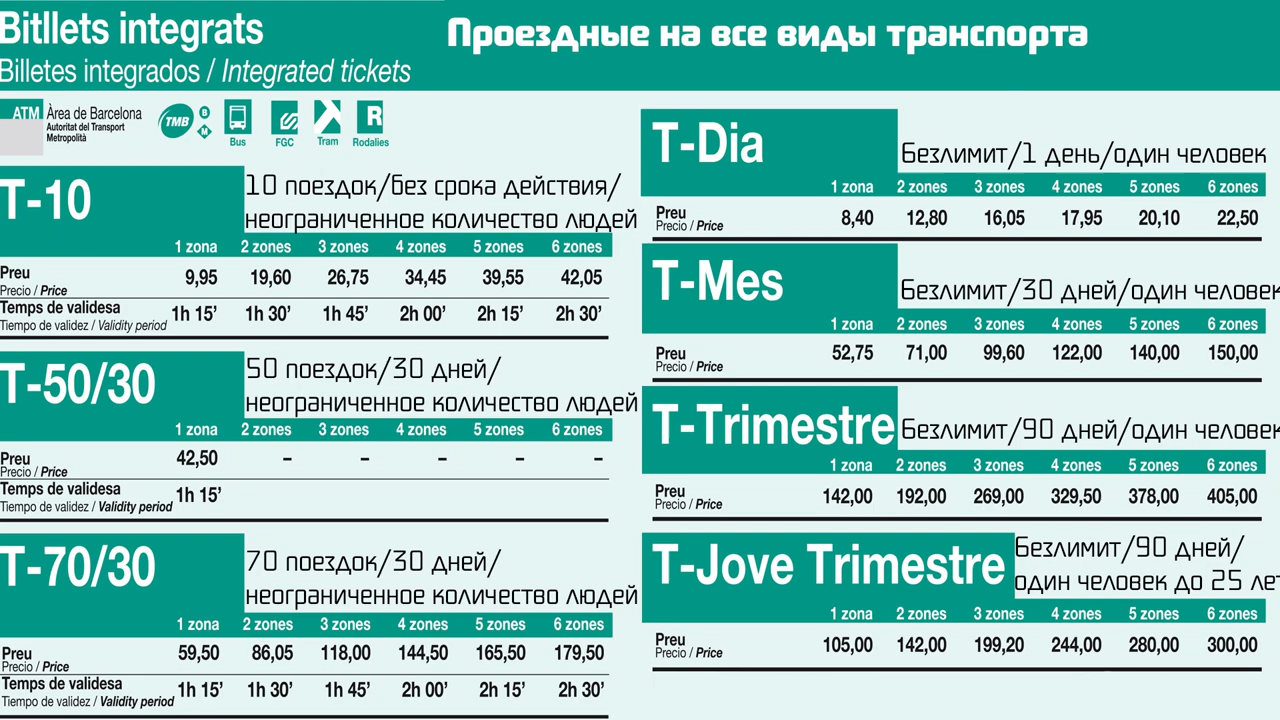 Bitllets integrats
Проездные на все виды транспорта
Billetes integrados / Integrated tickets
ATM Àrea de Barcelona
Autoritat del Transport
Metropolità
TMB B M
Bus FGC Tram R Rodalies
T-10
10 поездок/без срока действия/
неограниченное количество людей
1 zona 2 zones 3 zones 4 zones 5 zones 6 zones
Preu 9,95 19,60 26,75 34,45 39,55 42,05
Precio / Price
Temps de validesa 1h 15’ 1h 30’ 1h 45’ 2h 00’ 2h 15’ 2h 30’
Tiempo de validez / Validity period
T-50/30
50 поездок/30 дней/
неограниченное количество людей
1 zona 2 zones 3 zones 4 zones 5 zones 6 zones
Preu 42,50 – – – – –
Precio / Price
Temps de validesa 1h 15’
Tiempo de validez / Validity period
T-70/30
70 поездок/30 дней/
неограниченное количество людей
1 zona 2 zones 3 zones 4 zones 5 zones 6 zones
Preu 59,50 86,05 118,00 144,50 165,50 179,50
Precio / Price
Temps de validesa 1h 15’ 1h 30’ 1h 45’ 2h 00’ 2h 15’ 2h 30’
Tiempo de validez / Validity period
T-Dia
Безлимит/1 день/один человек
1 zona 2 zones 3 zones 4 zones 5 zones 6 zones
Preu 8,40 12,80 16,05 17,95 20,10 22,50
Precio / Price
T-Mes
Безлимит/30 дней/один человек
1 zona 2 zones 3 zones 4 zones 5 zones 6 zones
Preu 52,75 71,00 99,60 122,00 140,00 150,00
Precio / Price
T-Trimestre
Безлимит/90 дней/один человек
1 zona 2 zones 3 zones 4 zones 5 zones 6 zones
Preu 142,00 192,00 269,00 329,50 378,00 405,00
Precio / Price
T-Jove Trimestre
Безлимит/90 дней/
один человек до 25 лет
1 zona 2 zones 3 zones 4 zones 5 zones 6 zones
Preu 105,00 142,00 199,20 244,00 280,00 300,00
Precio / Price